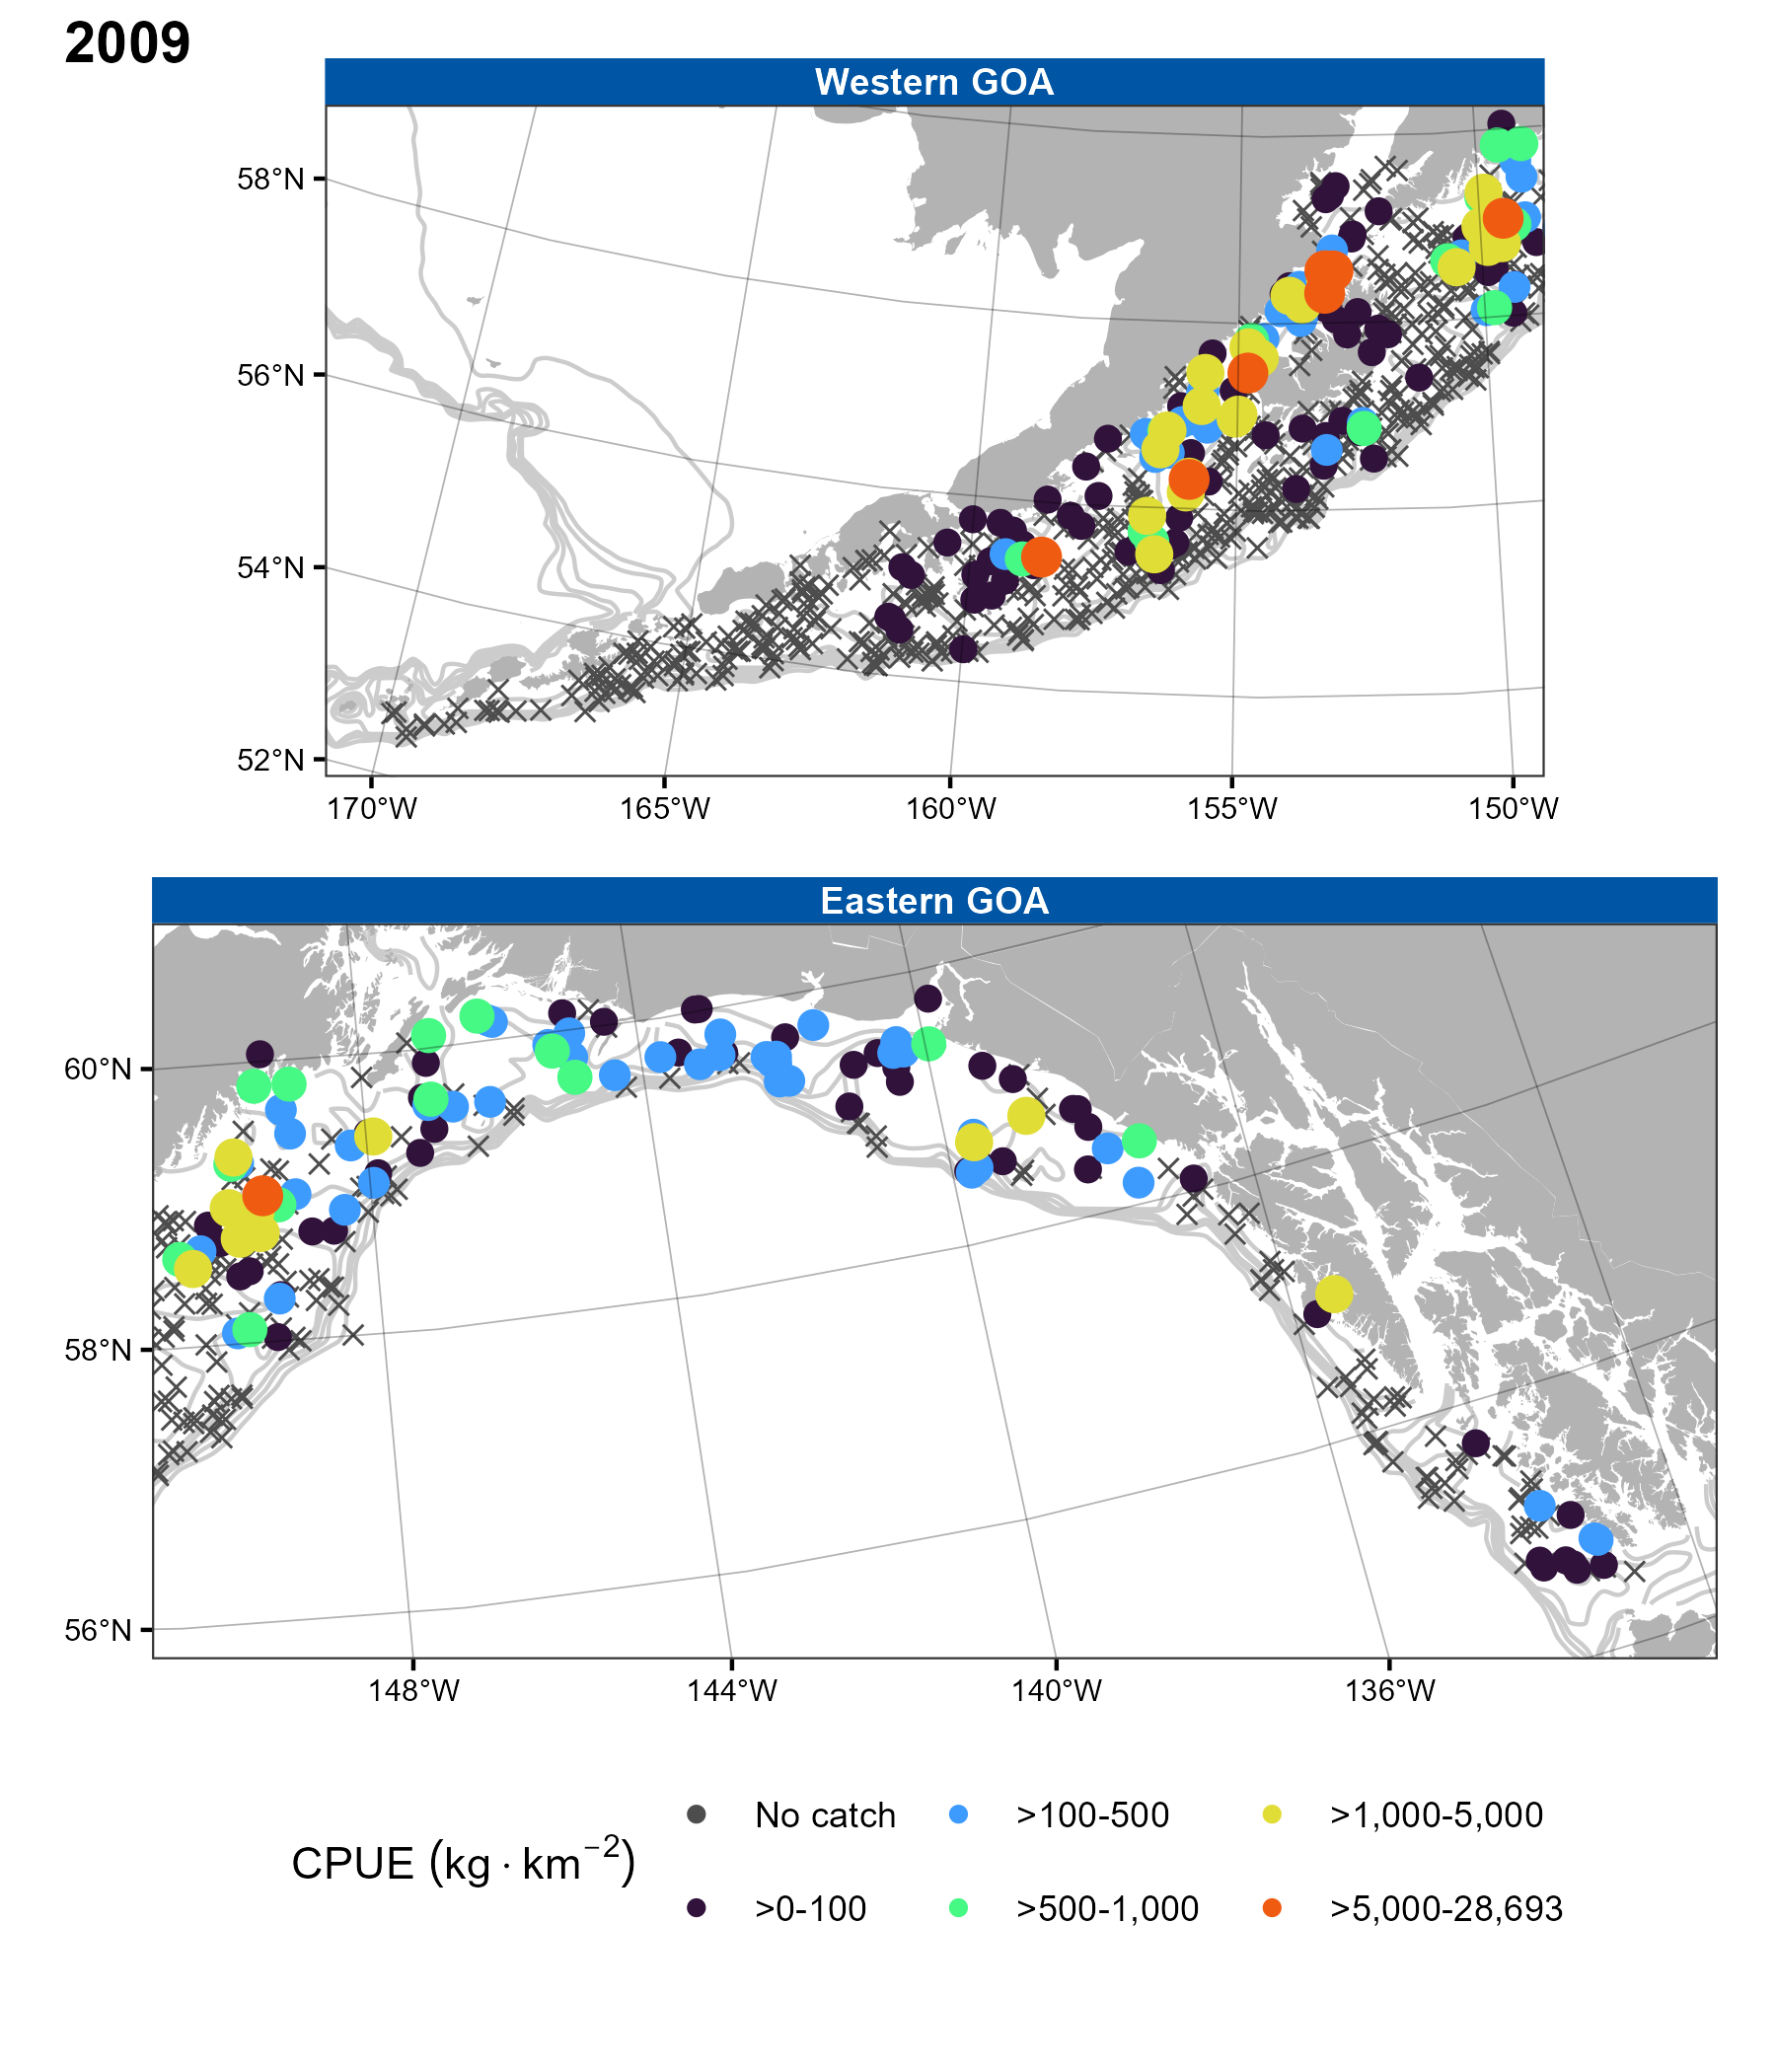 2009
Western GOA
58°N
56°N
54°N
52°N
170°W 165°W 160°W 155°W 150°W
Eastern GOA
60°N
58°N
56°N
148°W 144°W 140°W 136°W
CPUE (kg · km⁻²)
No catch >100-500 >1,000-5,000
>0-100 >500-1,000 >5,000-28,693